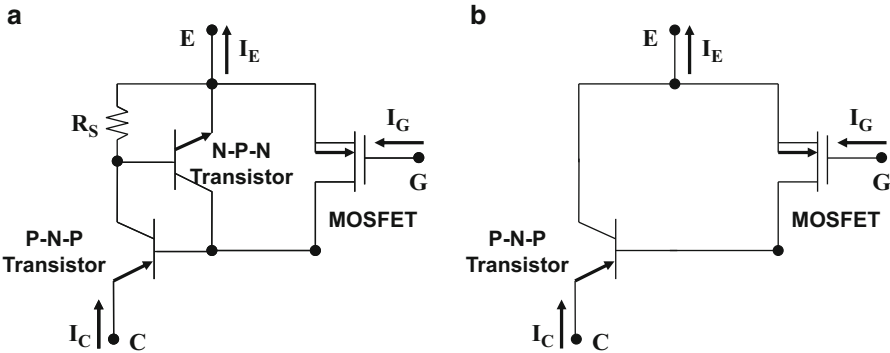 a
E
I_E
R_S
N-P-N
Transistor
I_G
G
MOSFET
P-N-P
Transistor
I_C
C
b
E
I_E
I_G
G
MOSFET
P-N-P
Transistor
I_C
C